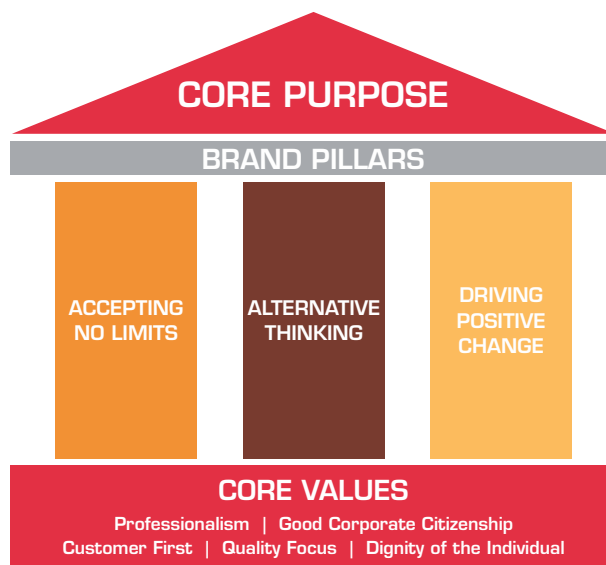 CORE PURPOSE
BRAND PILLARS
ACCEPTING
NO LIMITS
ALTERNATIVE
THINKING
DRIVING
POSITIVE
CHANGE
CORE VALUES
Professionalism | Good Corporate Citizenship
Customer First | Quality Focus | Dignity of the Individual